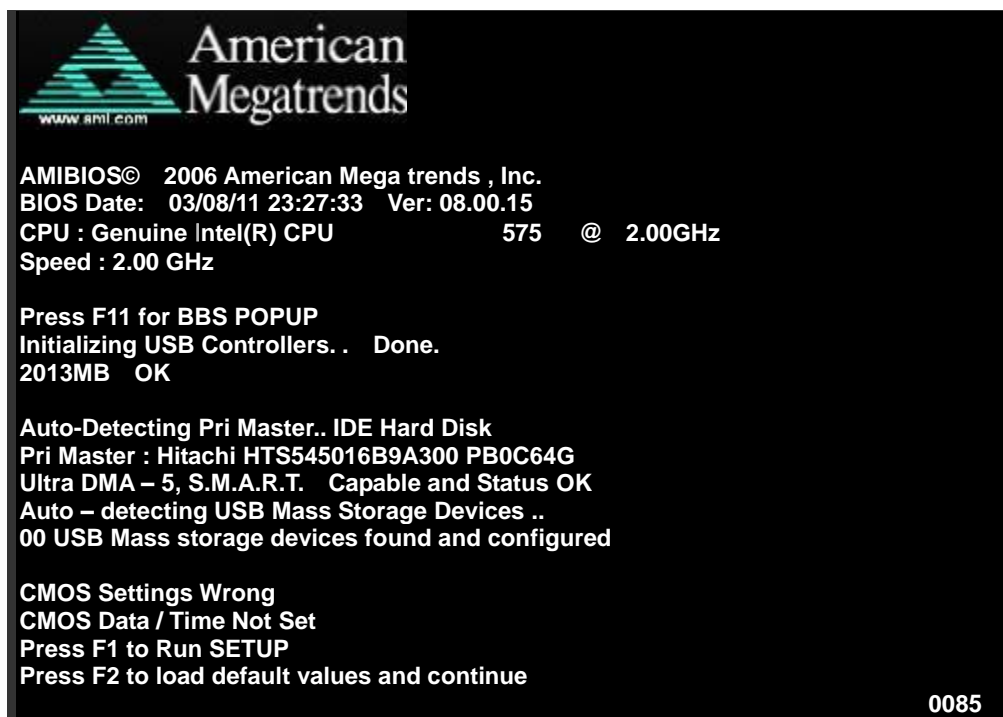 American
Megatrends
www.ami.com
AMIBIOS© 2006 American Mega trends , Inc.
BIOS Date: 03/08/11 23:27:33 Ver: 08.00.15
CPU : Genuine Intel(R) CPU 575 @ 2.00GHz
Speed : 2.00 GHz
Press F11 for BBS POPUP
Initializing USB Controllers. . Done.
2013MB OK
Auto-Detecting Pri Master.. IDE Hard Disk
Pri Master : Hitachi HTS545016B9A300 PB0C64G
Ultra DMA – 5, S.M.A.R.T. Capable and Status OK
Auto – detecting USB Mass Storage Devices ..
00 USB Mass storage devices found and configured
CMOS Settings Wrong
CMOS Data / Time Not Set
Press F1 to Run SETUP
Press F2 to load default values and continue
0085